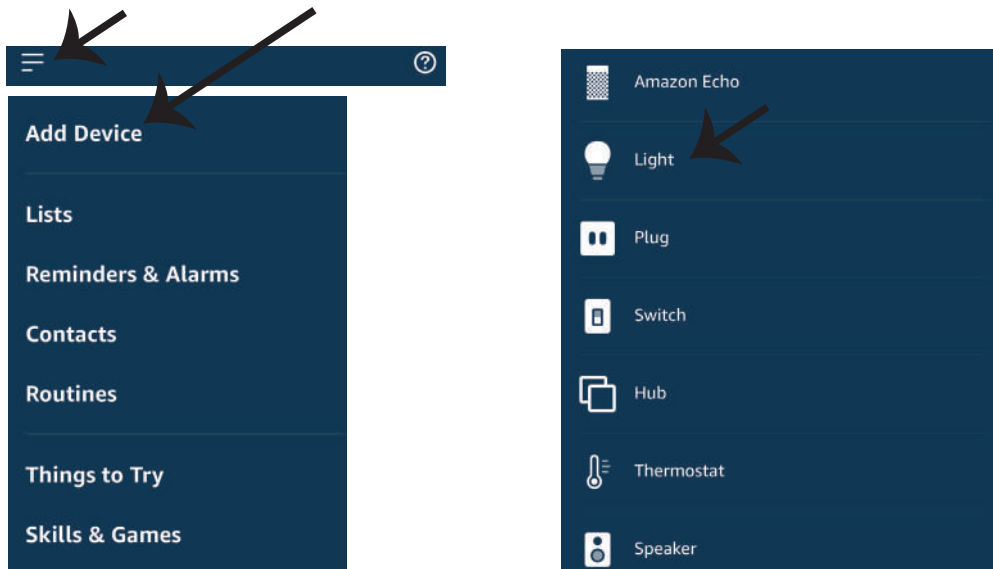 Add Device
Lists
Reminders & Alarms
Contacts
Routines
Things to Try
Skills & Games
Amazon Echo
Light
Plug
Switch
Hub
Thermostat
Speaker